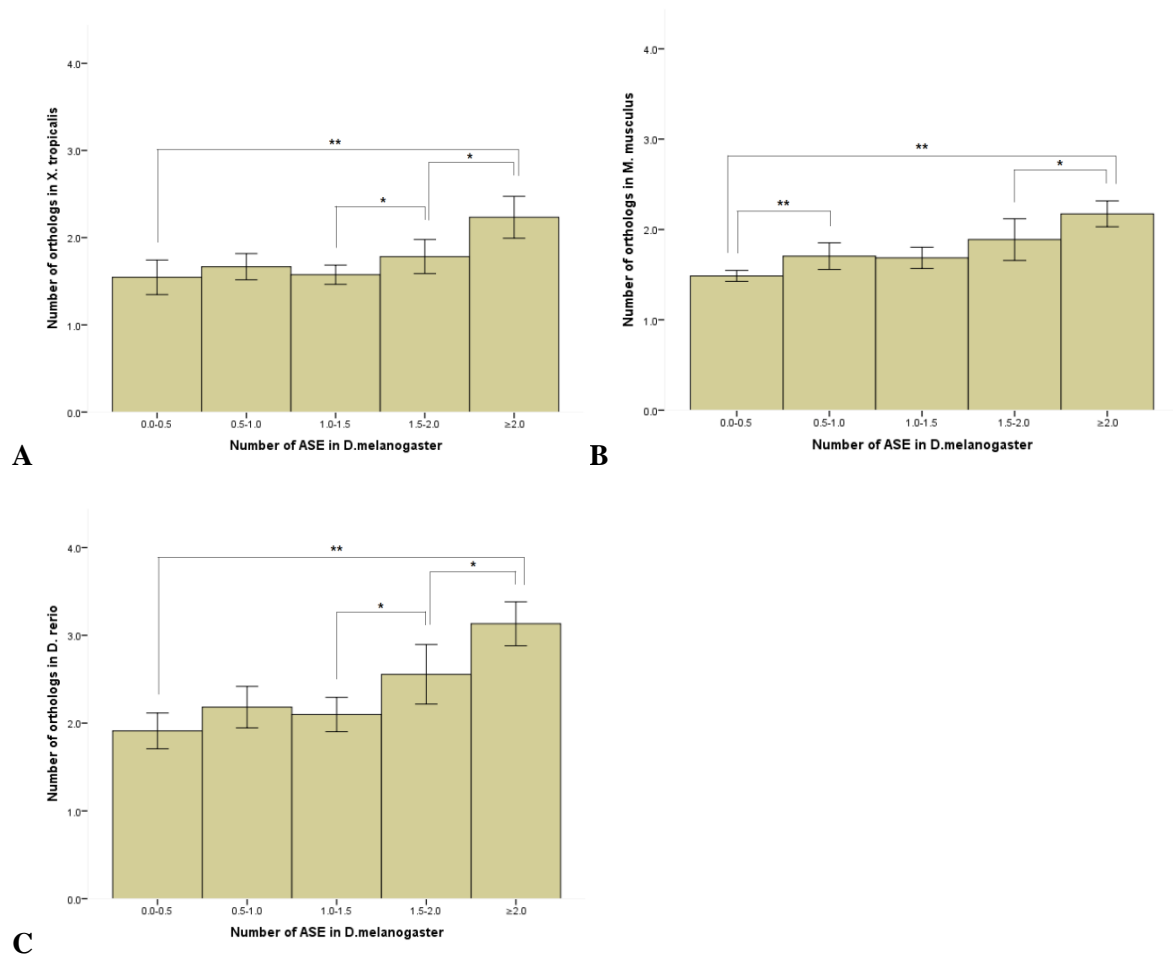 4.0
3.0
2.0
1.0
0.0
Number of orthologs in X. tropicalis
**
*
*
0.0-0.5 0.5-1.0 1.0-1.5 1.5-2.0 ≥2.0
Number of ASE in D.melanogaster
A
4.0
3.0
2.0
1.0
0.0
Number of orthologs in M. musculus
**
*
**
0.0-0.5 0.5-1.0 1.0-1.5 1.5-2.0 ≥2.0
Number of ASE in D.melanogaster
B
4.0
3.0
2.0
1.0
0.0
Number of orthologs in D. rerio
**
*
*
0.0-0.5 0.5-1.0 1.0-1.5 1.5-2.0 ≥2.0
Number of ASE in D.melanogaster
C